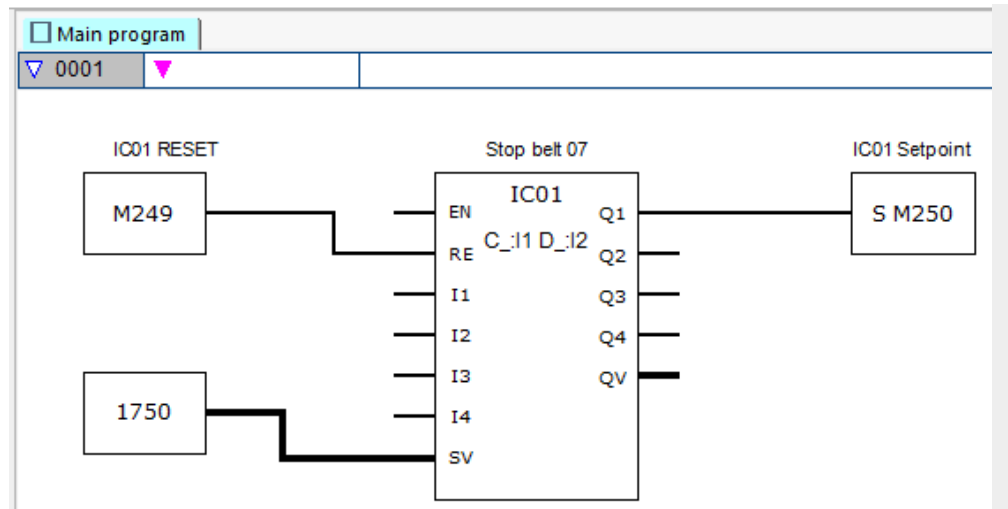 Main program
0001
IC01 RESET
Stop belt 07
IC01 Setpoint
M249
IC01
S M250
EN
Q1
C_:I1 D_:I2
RE
Q2
I1
Q3
I2
Q4
I3
QV
1750
I4
SV